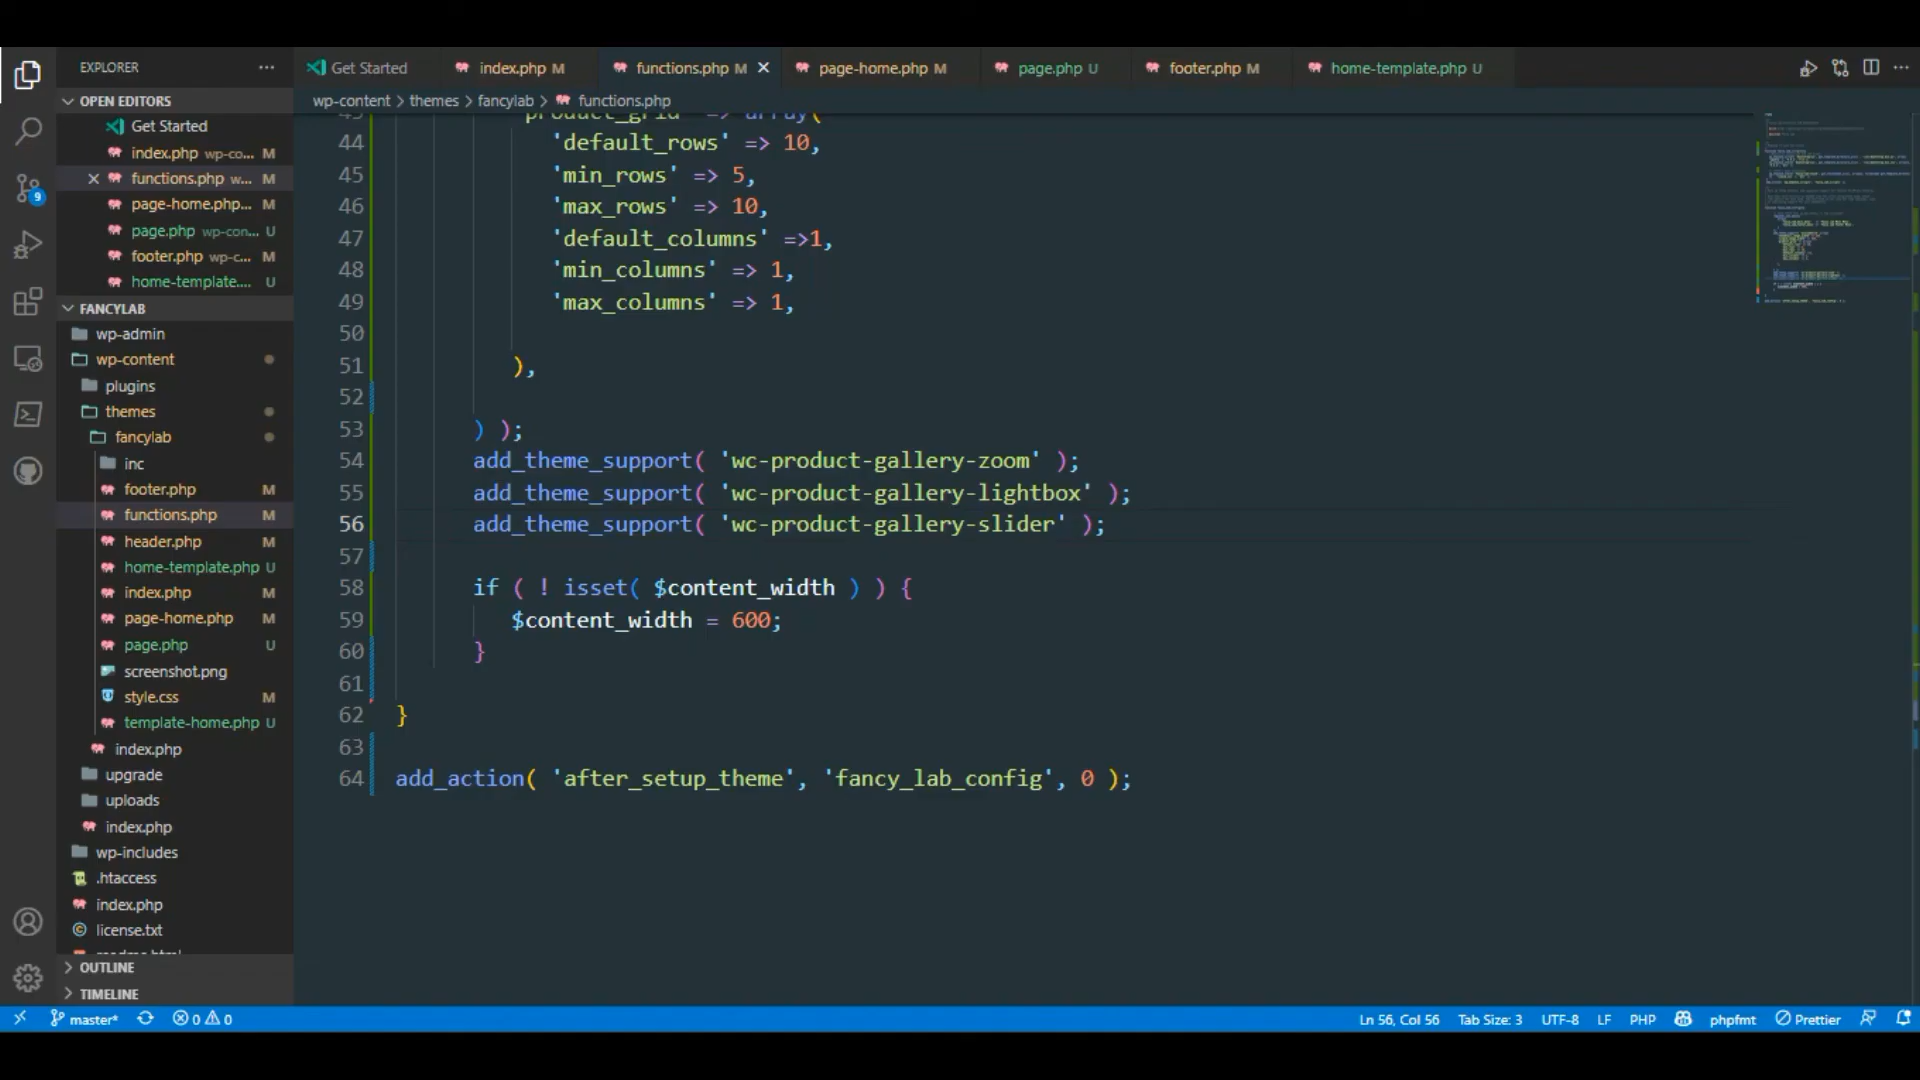 EXPLORER
OPEN EDITORS
Get Started
index.php wp-co... M
functions.php w... M
page-home.php... M
page.php wp-con... U
footer.php wp-c... M
home-template.... U
FANCYLAB
wp-admin
wp-content
plugins
themes
fancylab
inc
footer.php M
functions.php M
header.php M
home-template.php U
index.php M
page-home.php M
page.php U
screenshot.png
style.css M
template-home.php U
index.php
upgrade
uploads
index.php
wp-includes
.htaccess
index.php
license.txt
OUTLINE
TIMELINE
9
Get Started index.php M functions.php M page-home.php M page.php U footer.php M home-template.php U
wp-content > themes > fancylab > functions.php
product_grid => array(
44 'default_rows' => 10,
45 'min_rows' => 5,
46 'max_rows' => 10,
47 'default_columns' =>1,
48 'min_columns' => 1,
49 'max_columns' => 1,
50
51 ),
52
53 ) );
54 add_theme_support( 'wc-product-gallery-zoom' );
55 add_theme_support( 'wc-product-gallery-lightbox' );
56 add_theme_support( 'wc-product-gallery-slider' );
57
58 if ( ! isset( $content_width ) ) {
59 $content_width = 600;
60 }
61
62 }
63
64 add_action( 'after_setup_theme', 'fancy_lab_config', 0 );
master* 0 0 Ln 56, Col 56 Tab Size: 3 UTF-8 LF PHP phpfmt Prettier